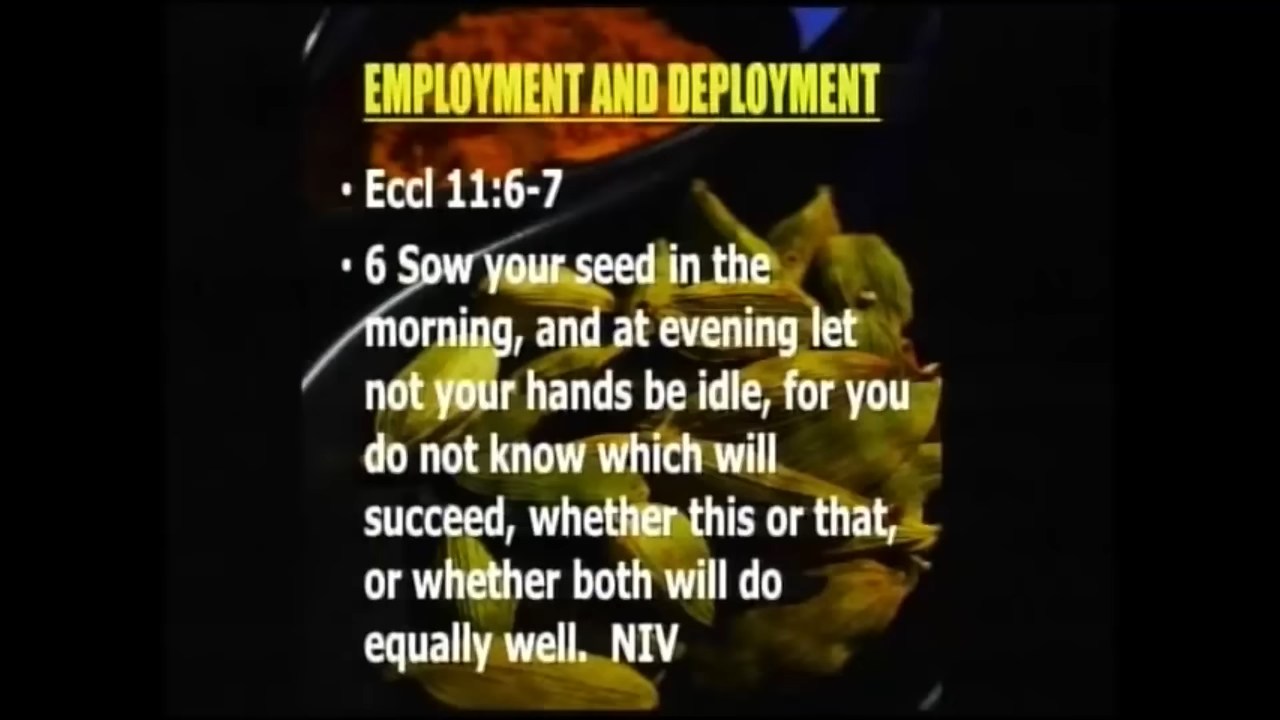 EMPLOYMENT AND DEPLOYMENT
• Eccl 11:6-7
• 6 Sow your seed in the
morning, and at evening let
not your hands be idle, for you
do not know which will
succeed, whether this or that,
or whether both will do
equally well.  NIV